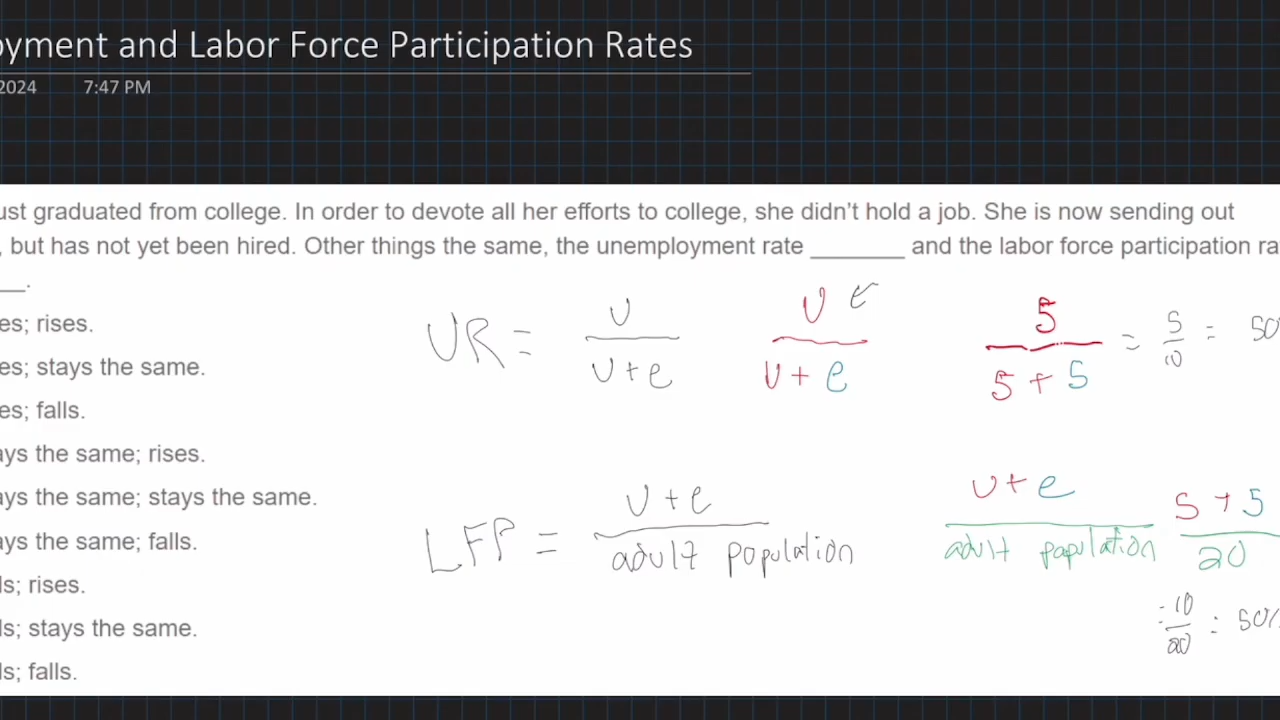 oyment and Labor Force Participation Rates
2024 7:47 PM
ust graduated from college. In order to devote all her efforts to college, she didn't hold a job. She is now sending out
, but has not yet been hired. Other things the same, the unemployment rate _______ and the labor force participation ra
__.
es; rises.
es; stays the same.
es; falls.
ays the same; rises.
ays the same; stays the same.
ays the same; falls.
ls; rises.
ls; stays the same.
ls; falls.
UR = U / U+e
U / U+e
5 / 5+5 = 5/10 = 50%
LFP = U+e / adult population
U+e / adult population
5+5 / 20
= 10/20 = 50%